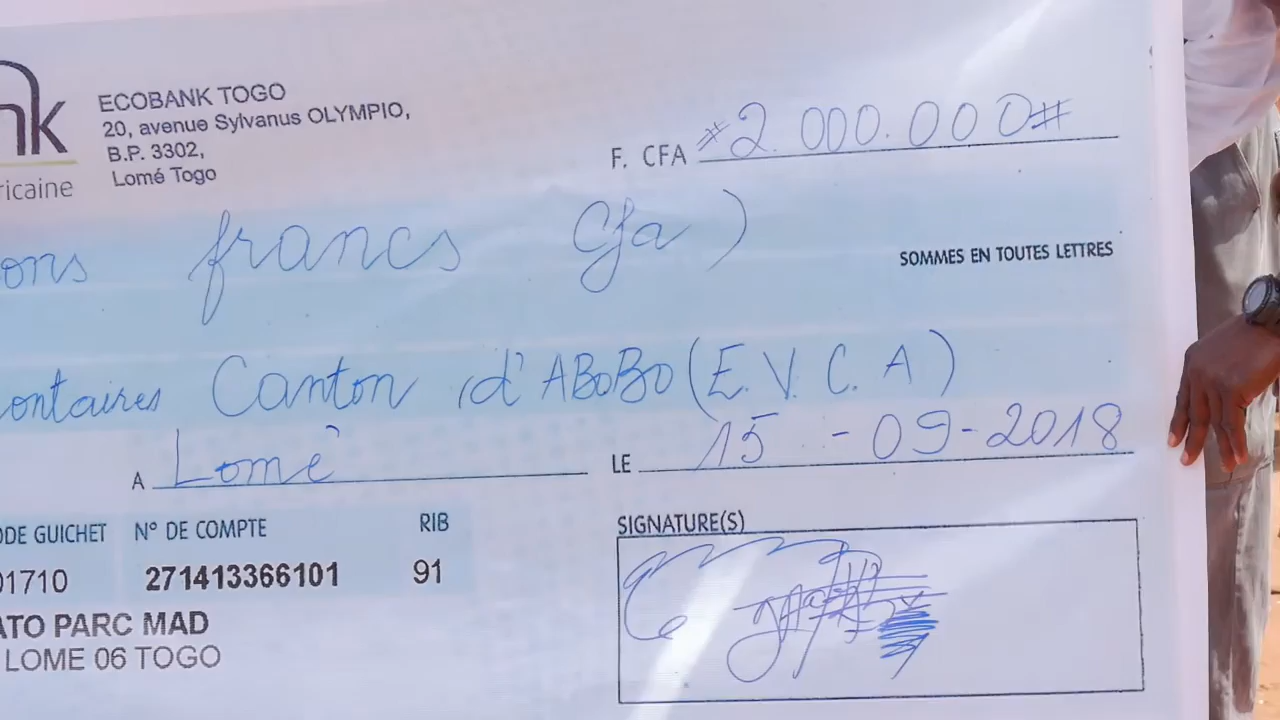 nk
ricaine
ECOBANK TOGO
20, avenue Sylvanus OLYMPIO,
B.P. 3302,
Lomé Togo
F. CFA #2.000.000#
ons francs Cfa)
SOMMES EN TOUTES LETTRES
ontaires Canton d'ABOBO (E.V.C.A)
A Lomé LE 15-09-2018
ODE GUICHET N° DE COMPTE RIB
01710 271413366101 91
ATO PARC MAD
LOME 06 TOGO
SIGNATURE(S)